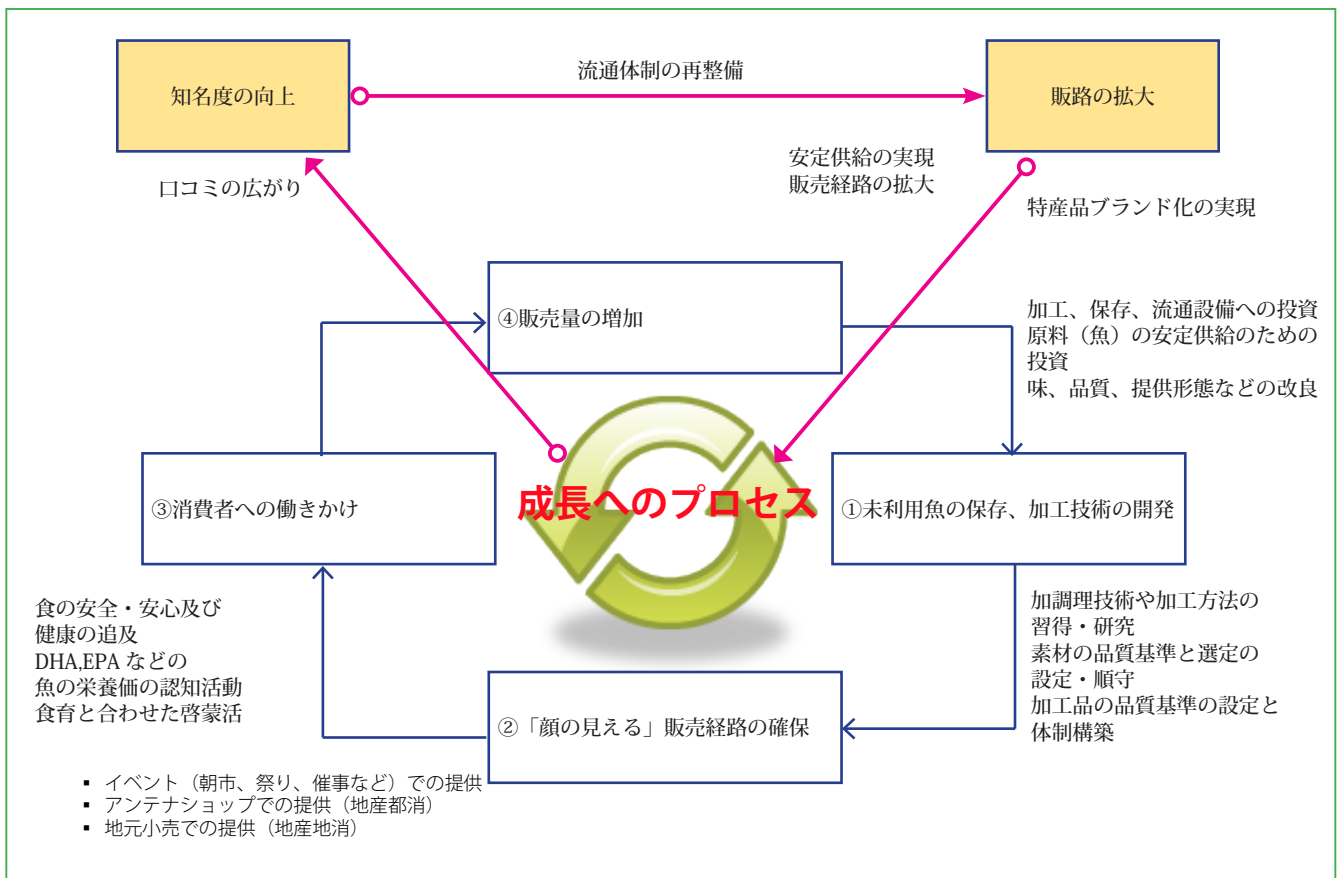 流通体制の再整備
知名度の向上
販路の拡大
安定供給の実現
販売経路の拡大
口コミの広がり
特産品ブランド化の実現
④販売量の増加
加工、保存、流通設備への投資
原料（魚）の安定供給のための
投資
味、品質、提供形態などの改良
③消費者への働きかけ
成長へのプロセス
①未利用魚の保存、加工技術の開発
食の安全・安心及び
健康の追及
DHA,EPA などの
魚の栄養価の認知活動
食育と合わせた啓蒙活
加調理技術や加工方法の
習得・研究
素材の品質基準と選定の
設定・順守
加工品の品質基準の設定と
体制構築
②「顔の見える」販売経路の確保
▪ イベント（朝市、祭り、催事など）での提供
▪ アンテナショップでの提供（地産都消）
▪ 地元小売での提供（地産地消）